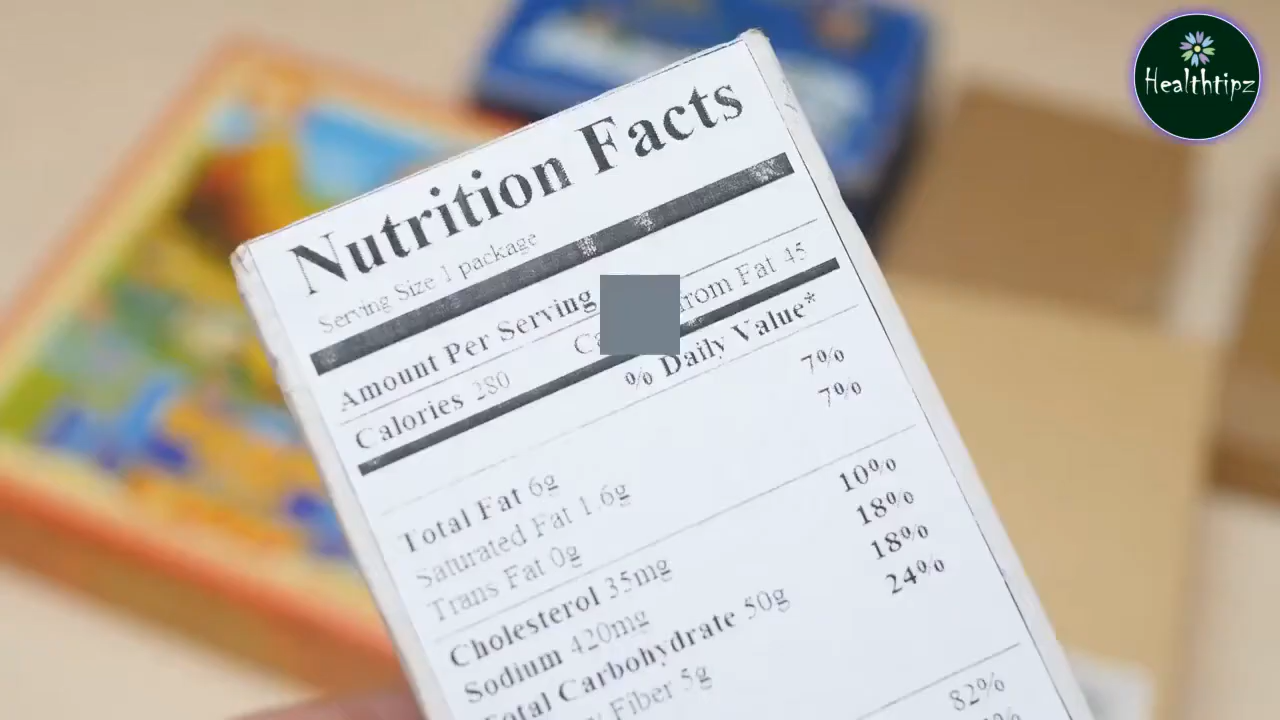 Healthtipz
Nutrition Facts
Serving Size 1 package
Amount Per Serving
Calories 280 from Fat 45
% Daily Value*
Total Fat 6g 7%
Saturated Fat 1.6g 7%
Trans Fat 0g
Cholesterol 35mg 10%
Sodium 420mg 18%
Total Carbohydrate 50g 18%
Fiber 5g 24%
82%